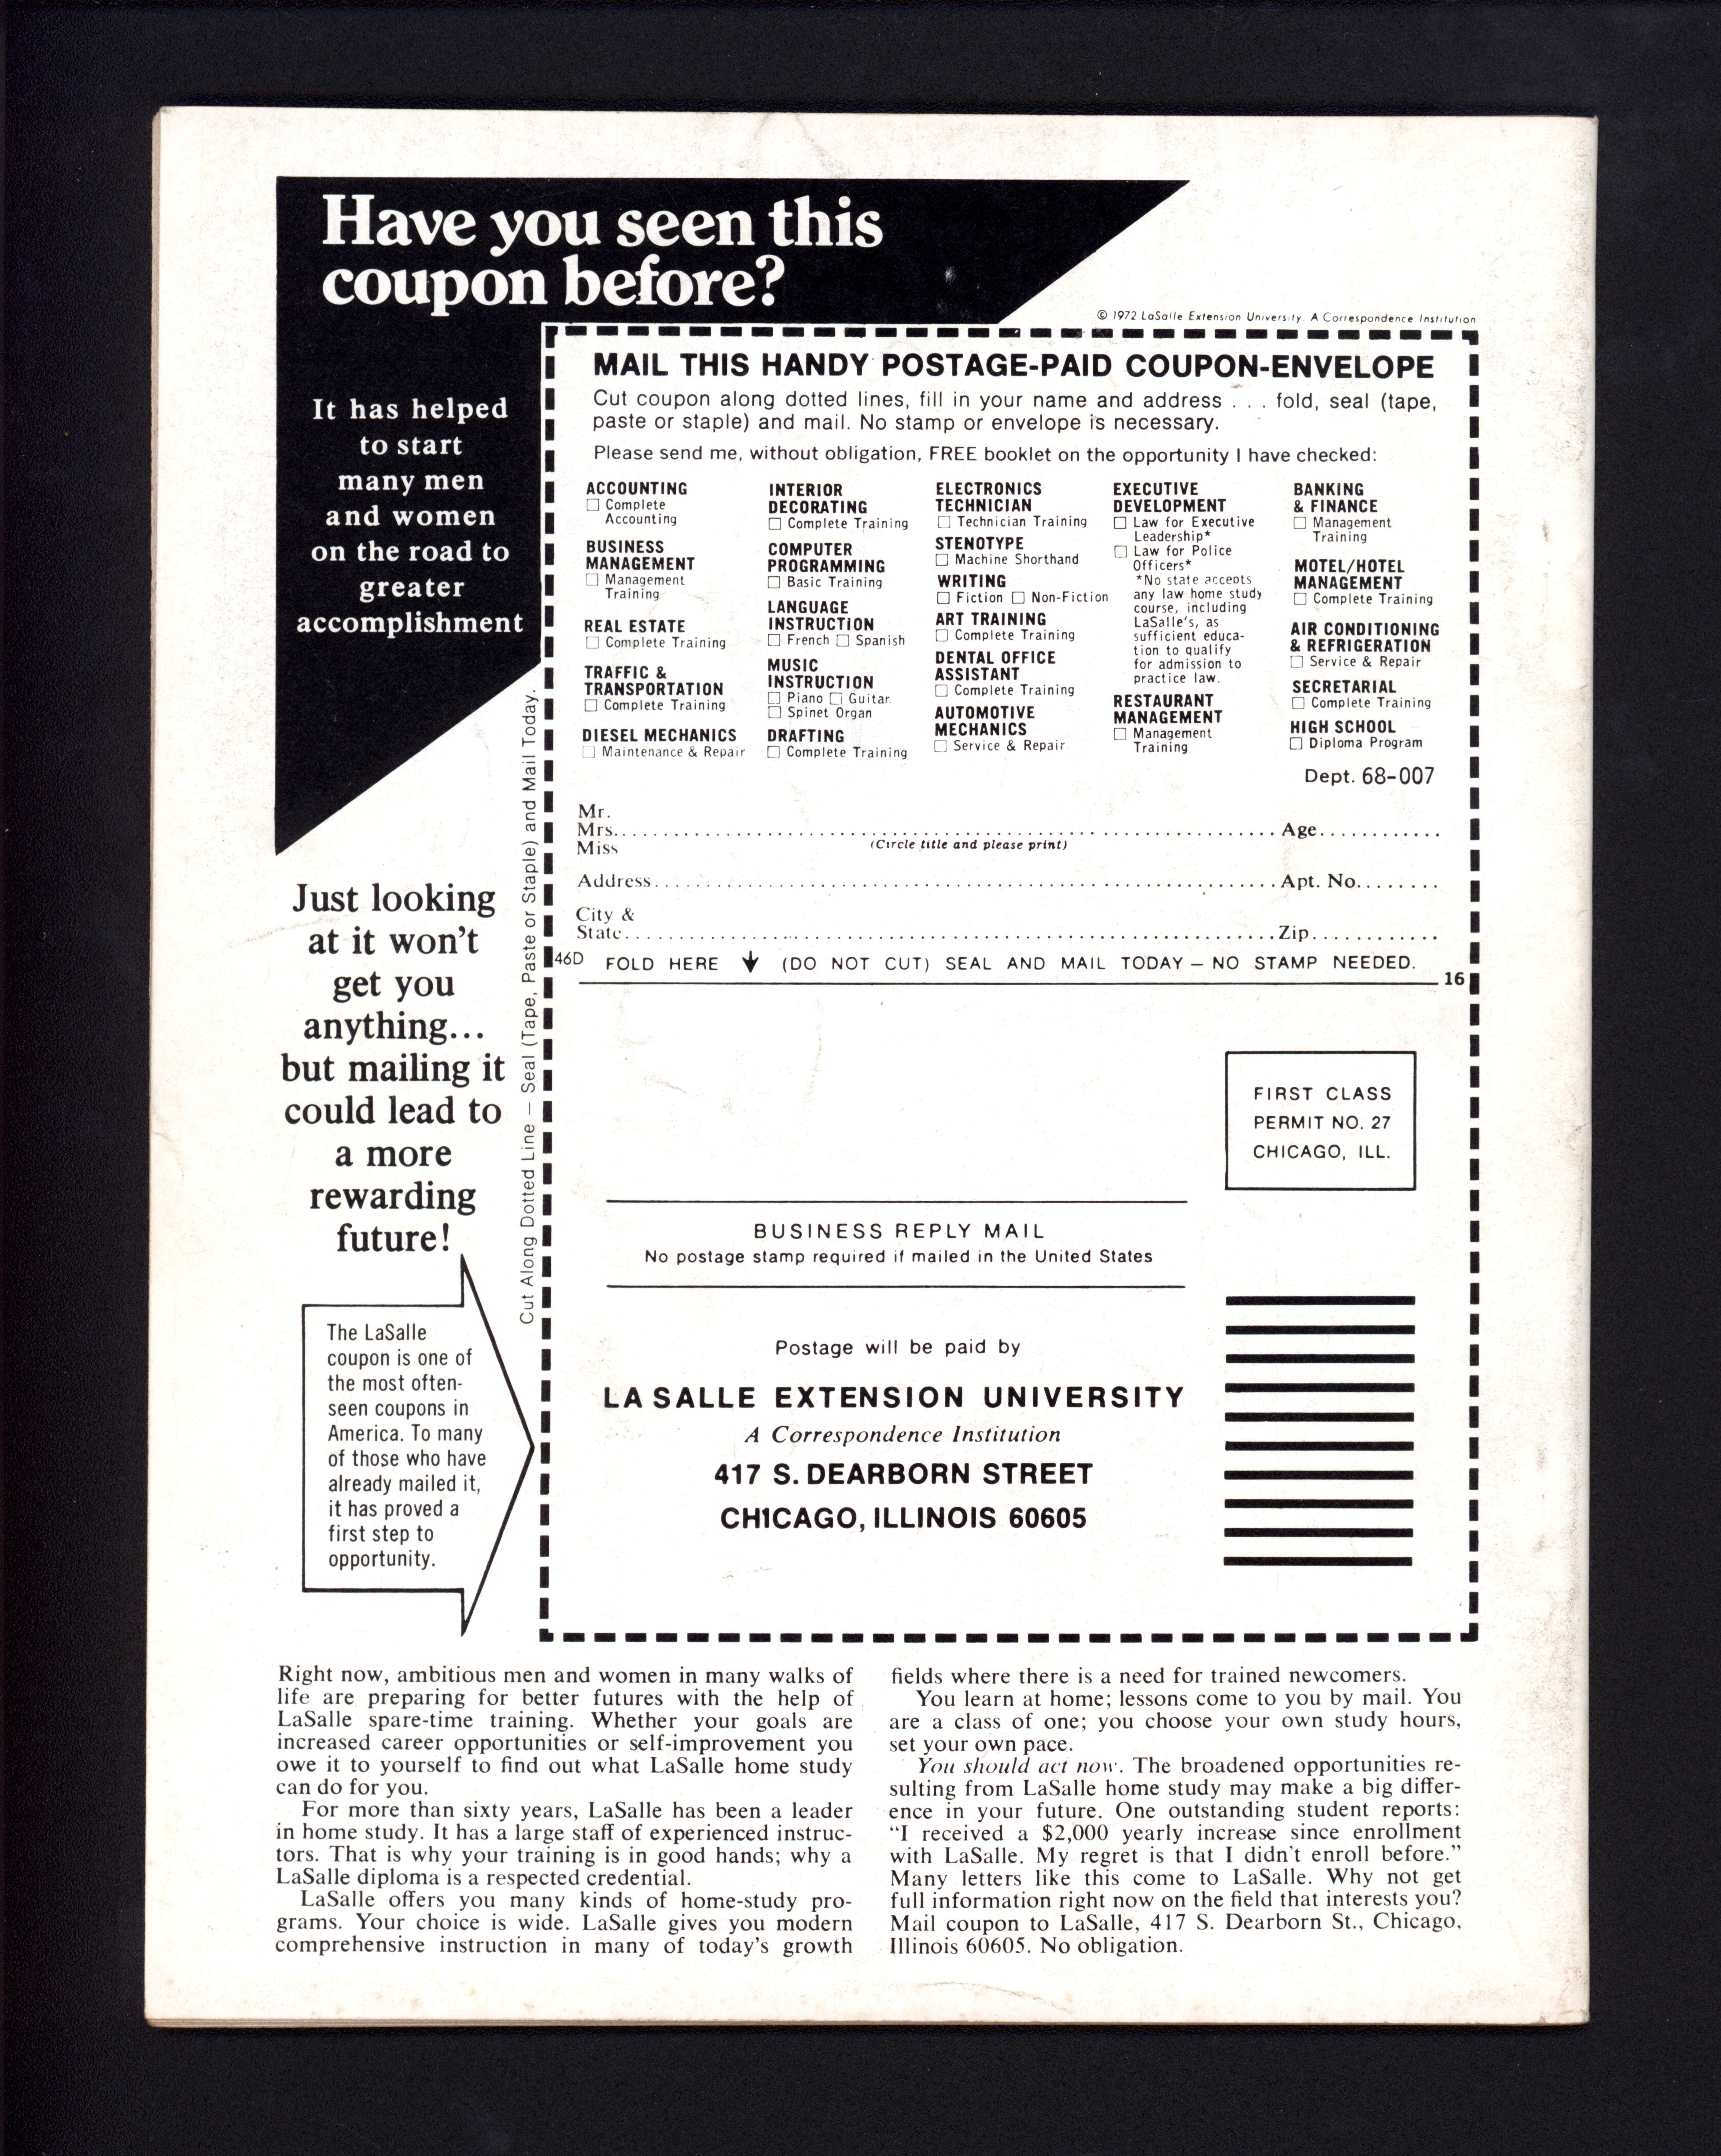 Have you seen this
coupon before?
It has helped
to start
many men
and women
on the road to
greater
accomplishment
Just looking
at it won't
get you
anything...
but mailing it
could lead to
a more
rewarding
future!
The LaSalle
coupon is one of
the most often-
seen coupons in
America. To many
of those who have
already mailed it,
it has proved a
first step to
opportunity.
Cut Along Dotted Line — Seal (Tape, Paste or Staple) and Mail Today.
© 1972 LaSalle Extension University. A Correspondence Institution
MAIL THIS HANDY POSTAGE-PAID COUPON-ENVELOPE
Cut coupon along dotted lines, fill in your name and address . . . fold, seal (tape,
paste or staple) and mail. No stamp or envelope is necessary.
Please send me, without obligation, FREE booklet on the opportunity I have checked:
ACCOUNTING
☐ Complete
Accounting
BUSINESS
MANAGEMENT
☐ Management
Training
REAL ESTATE
☐ Complete Training
TRAFFIC &
TRANSPORTATION
☐ Complete Training
DIESEL MECHANICS
☐ Maintenance & Repair
INTERIOR
DECORATING
☐ Complete Training
COMPUTER
PROGRAMMING
☐ Basic Training
LANGUAGE
INSTRUCTION
☐ French ☐ Spanish
MUSIC
INSTRUCTION
☐ Piano ☐ Guitar
☐ Spinet Organ
DRAFTING
☐ Complete Training
ELECTRONICS
TECHNICIAN
☐ Technician Training
STENOTYPE
☐ Machine Shorthand
WRITING
☐ Fiction ☐ Non-Fiction
ART TRAINING
☐ Complete Training
DENTAL OFFICE
ASSISTANT
☐ Complete Training
AUTOMOTIVE
MECHANICS
☐ Service & Repair
EXECUTIVE
DEVELOPMENT
☐ Law for Executive
Leadership*
☐ Law for Police
Officers*
*No state accepts
any law home study
course, including
LaSalle's, as
sufficient educa-
tion to qualify
for admission to
practice law.
RESTAURANT
MANAGEMENT
☐ Management
Training
BANKING
& FINANCE
☐ Management
Training
MOTEL/HOTEL
MANAGEMENT
☐ Complete Training
AIR CONDITIONING
& REFRIGERATION
☐ Service & Repair
SECRETARIAL
☐ Complete Training
HIGH SCHOOL
☐ Diploma Program
Dept. 68-007
Mr.
Mrs. Age
Miss (Circle title and please print)
Address Apt. No.
City &
State Zip
46D FOLD HERE ↓ (DO NOT CUT) SEAL AND MAIL TODAY — NO STAMP NEEDED.
16
FIRST CLASS
PERMIT NO. 27
CHICAGO, ILL.
BUSINESS REPLY MAIL
No postage stamp required if mailed in the United States
Postage will be paid by
LA SALLE EXTENSION UNIVERSITY
A Correspondence Institution
417 S. DEARBORN STREET
CHICAGO, ILLINOIS 60605
Right now, ambitious men and women in many walks of
life are preparing for better futures with the help of
LaSalle spare-time training. Whether your goals are
increased career opportunities or self-improvement you
owe it to yourself to find out what LaSalle home study
can do for you.
For more than sixty years, LaSalle has been a leader
in home study. It has a large staff of experienced instruc-
tors. That is why your training is in good hands; why a
LaSalle diploma is a respected credential.
LaSalle offers you many kinds of home-study pro-
grams. Your choice is wide. LaSalle gives you modern
comprehensive instruction in many of today's growth
fields where there is a need for trained newcomers.
You learn at home; lessons come to you by mail. You
are a class of one; you choose your own study hours,
set your own pace.
You should act now. The broadened opportunities re-
sulting from LaSalle home study may make a big differ-
ence in your future. One outstanding student reports:
"I received a $2,000 yearly increase since enrollment
with LaSalle. My regret is that I didn't enroll before."
Many letters like this come to LaSalle. Why not get
full information right now on the field that interests you?
Mail coupon to LaSalle, 417 S. Dearborn St., Chicago,
Illinois 60605. No obligation.